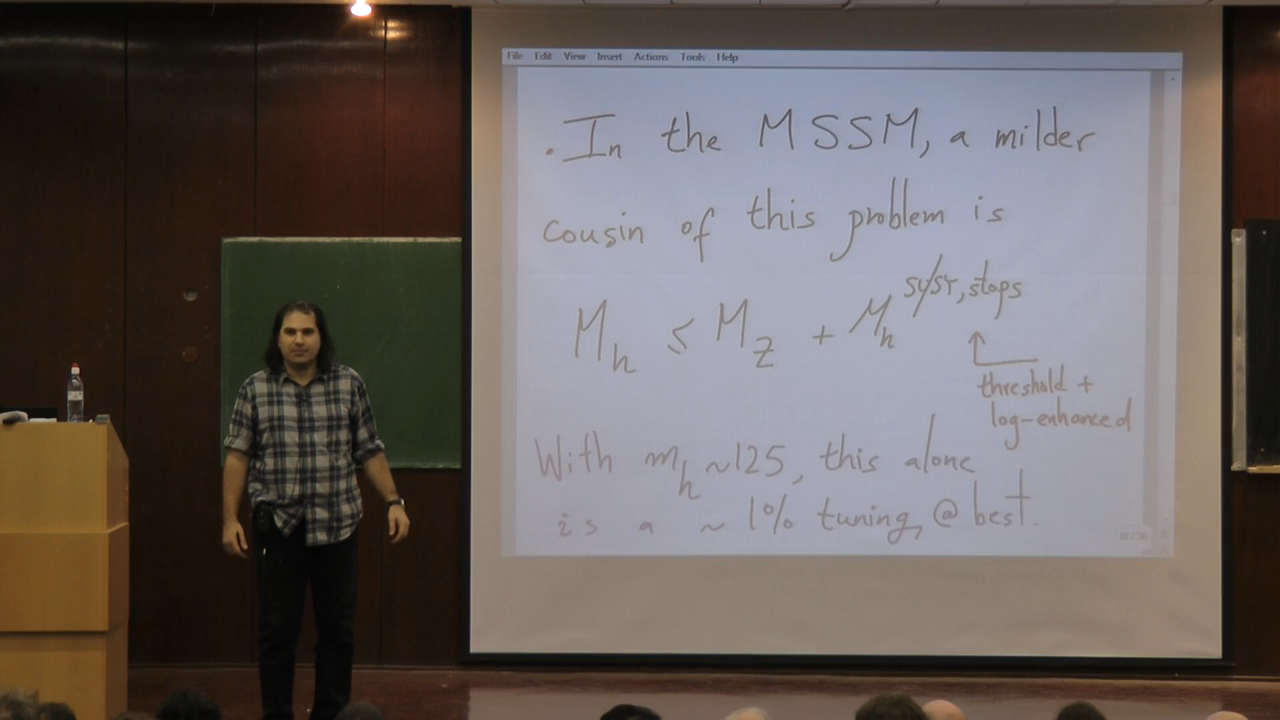 File Edit View Insert Actions Tools Help
. In the MSSM, a milder
cousin of this problem is
M_h ≤ M_Z + M_h^{SUSY, stops}
threshold +
log-enhanced
With m_h ~125, this alone
is a ~ 1% tuning, @ best.